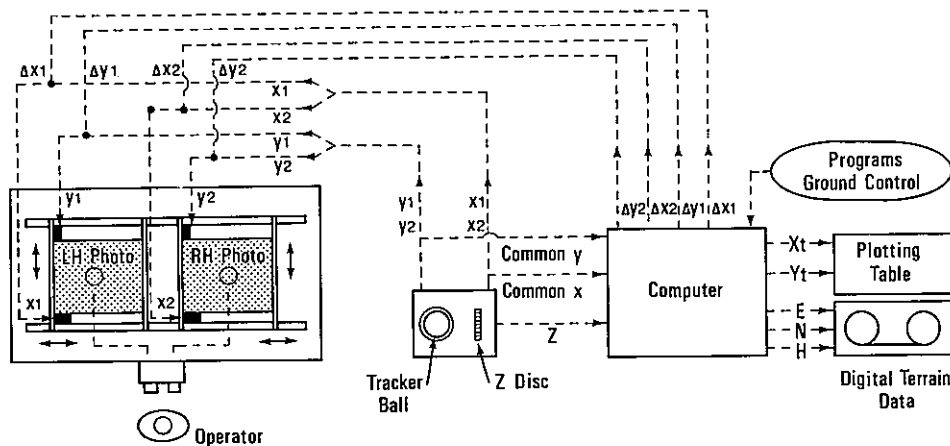 Δx1
Δy1
Δx2
Δy2
x1
x2
y1
y2
y1
y2
LH Photo
RH Photo
x1
x2
Operator
y1
y2
x1
x2
Common y
Common x
Z
Tracker
Ball
Z Disc
Δy2
Δx2
Δy1
Δx1
Computer
Programs
Ground Control
Xt
Yt
Plotting
Table
E
N
H
Digital Terrain
Data